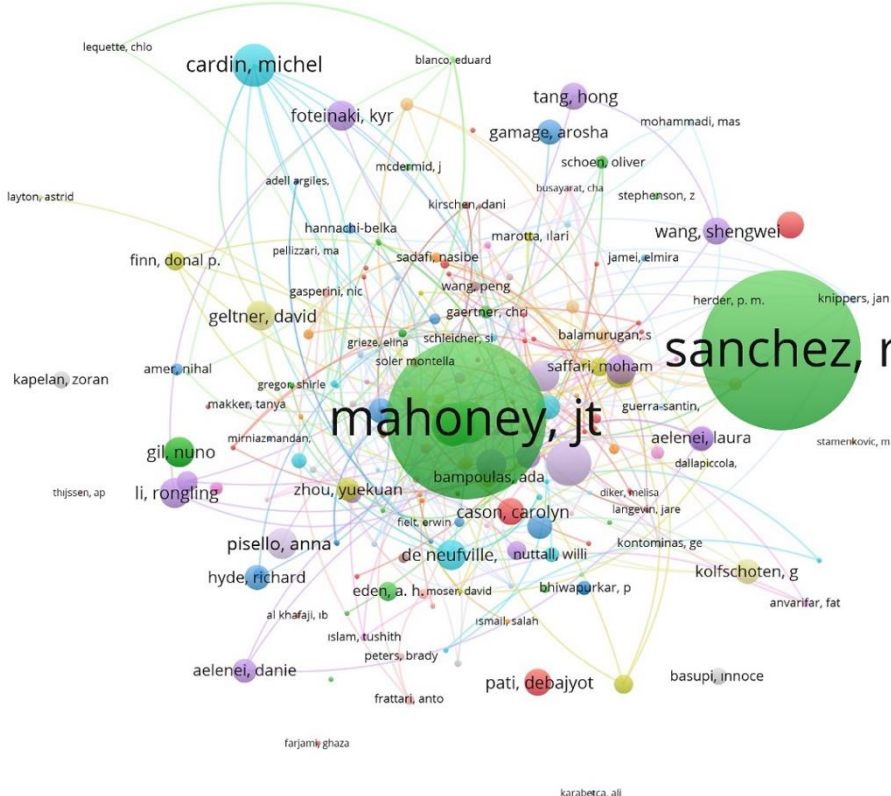 lequette, chlo
cardin, michel
blanco, eduard
tang, hong
foteinaki, kyr
gamage, arosha
mohammadi, mas
mcdermid, j
schoen, oliver
adell argiles,
busayarat, cha
layton, astrid
kirschen, dani
stephenson, z
hannachi-belka
marotta, ılari
wang, shengwei
pellizzari, ma
finn, donal p.
sadafi, nasibe
jamei, elmira
wang, peng
gasperini, nic
herder, p. m.
knippers, jan
geltner, david
gaertner, chri
schleicher, si
balamurugan, s
grieze, elina
sanchez, r
soler montella
amer, nihal
saffari, moham
kapelan, zoran
gregor, shirle
makker, tanya
mahoney, jt
guerra-santin,
mirniazmandan,
aelenei, laura
stamenkovic, m
gil, nuno
dallapiccola,
bampoulas, ada
li, rongling
thıjssen, ap
zhou, yuekuan
diker, melisa
cason, carolyn
langevin, jare
fielt, erwin
pisello, anna
kontominas, ge
de neufville,
nuttall, willi
kolfschoten, g
hyde, richard
eden, a. h.
moser, david
bhiwapurkar, p
anvarifar, fat
al khafaji, ıb
ısmail, salah
ıslam, tushith
peters, brady
aelenei, danie
pati, debajyot
basupi, ınnoce
frattari, anto
farjami, ghaza
karabetca, ali